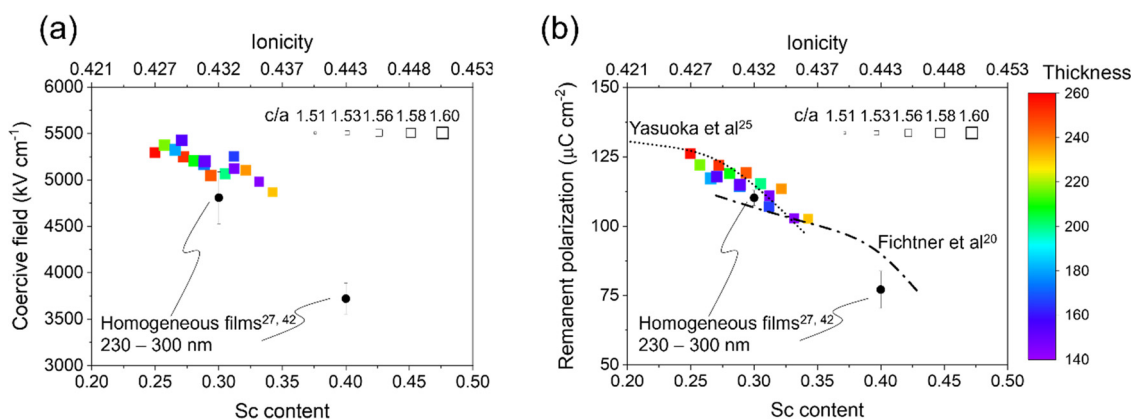 (a)
Ionicity
0.421 0.427 0.432 0.437 0.443 0.448 0.453
6000
5500
5000
4500
4000
3500
3000
Coercive field (kV cm⁻¹)
c/a 1.51 1.53 1.56 1.58 1.60
Homogeneous films²⁷, ⁴²
230 – 300 nm
0.20 0.25 0.30 0.35 0.40 0.45 0.50
Sc content
(b)
Ionicity
0.421 0.427 0.432 0.437 0.443 0.448 0.453
150
125
100
75
50
Remanent polarization (μC cm⁻²)
Yasuoka et al²⁵
c/a 1.51 1.53 1.56 1.58 1.60
Fichtner et al²⁰
Homogeneous films²⁷, ⁴²
230 – 300 nm
0.20 0.25 0.30 0.35 0.40 0.45 0.50
Sc content
Thickness
260
240
220
200
180
160
140